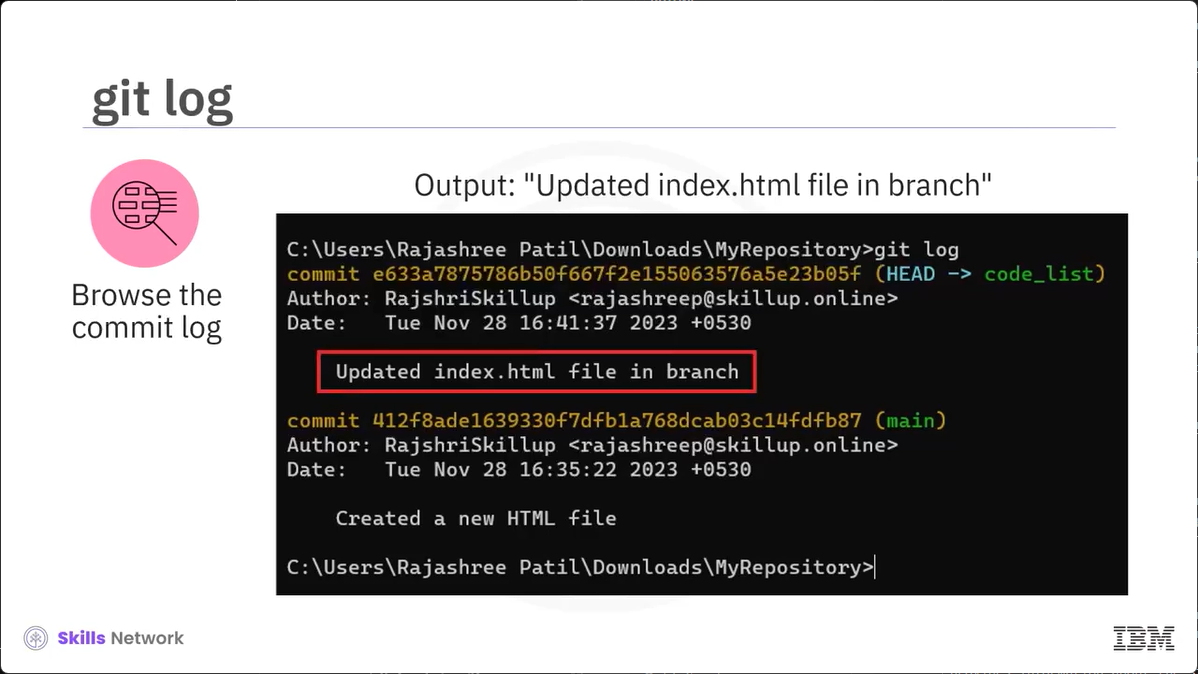 git log
Browse the
commit log
Output: "Updated index.html file in branch"
C:\Users\Rajashree Patil\Downloads\MyRepository>git log
commit e633a7875786b50f667f2e155063576a5e23b05f (HEAD -> code_list)
Author: RajshriSkillup <rajashreep@skillup.online>
Date:   Tue Nov 28 16:41:37 2023 +0530
Updated index.html file in branch
commit 412f8ade1639330f7dfb1a768dcab03c14fdfb87 (main)
Author: RajshriSkillup <rajashreep@skillup.online>
Date:   Tue Nov 28 16:35:22 2023 +0530
Created a new HTML file
C:\Users\Rajashree Patil\Downloads\MyRepository>
Skills Network
IBM